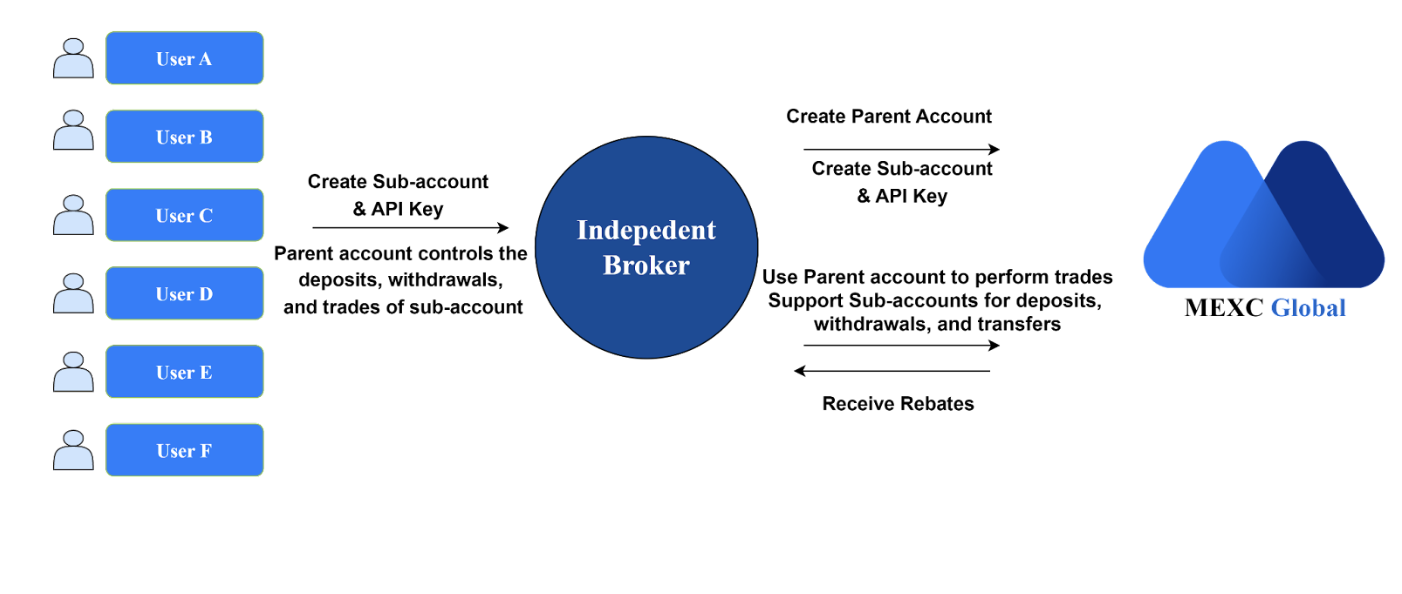 User A
User B
User C
User D
User E
User F
Create Sub-account
& API Key
Parent account controls the
deposits, withdrawals,
and trades of sub-account
Indepedent
Broker
Create Parent Account
Create Sub-account
& API Key
Use Parent account to perform trades
Support Sub-accounts for deposits,
withdrawals, and transfers
Receive Rebates
MEXC Global